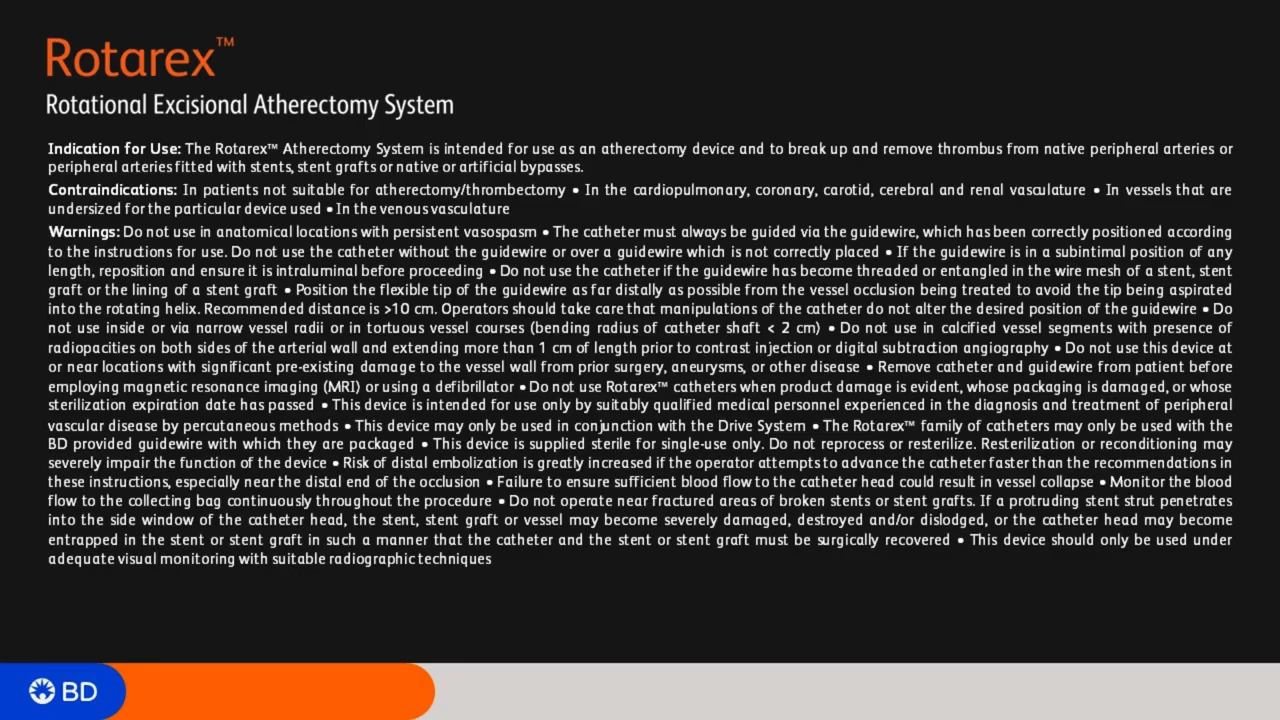 Rotarex™
Rotational Excisional Atherectomy System
Indication for Use: The Rotarex™ Atherectomy System is intended for use as an atherectomy device and to break up and remove thrombus from native peripheral arteries or
peripheral arteries fitted with stents, stent grafts or native or artificial bypasses.
Contraindications: In patients not suitable for atherectomy/thrombectomy • In the cardiopulmonary, coronary, carotid, cerebral and renal vasculature • In vessels that are
undersized for the particular device used • In the venous vasculature
Warnings: Do not use in anatomical locations with persistent vasospasm • The catheter must always be guided via the guidewire, which has been correctly positioned according
to the instructions for use. Do not use the catheter without the guidewire or over a guidewire which is not correctly placed • If the guidewire is in a subintimal position of any
length, reposition and ensure it is intraluminal before proceeding • Do not use the catheter if the guidewire has become threaded or entangled in the wire mesh of a stent, stent
graft or the lining of a stent graft • Position the flexible tip of the guidewire as far distally as possible from the vessel occlusion being treated to avoid the tip being aspirated
into the rotating helix. Recommended distance is >10 cm. Operators should take care that manipulations of the catheter do not alter the desired position of the guidewire • Do
not use inside or via narrow vessel radii or in tortuous vessel courses (bending radius of catheter shaft < 2 cm) • Do not use in calcified vessel segments with presence of
radiopacities on both sides of the arterial wall and extending more than 1 cm of length prior to contrast injection or digital subtraction angiography • Do not use this device at
or near locations with significant pre-existing damage to the vessel wall from prior surgery, aneurysms, or other disease • Remove catheter and guidewire from patient before
employing magnetic resonance imaging (MRI) or using a defibrillator • Do not use Rotarex™ catheters when product damage is evident, whose packaging is damaged, or whose
sterilization expiration date has passed • This device is intended for use only by suitably qualified medical personnel experienced in the diagnosis and treatment of peripheral
vascular disease by percutaneous methods • This device may only be used in conjunction with the Drive System • The Rotarex™ family of catheters may only be used with the
BD provided guidewire with which they are packaged • This device is supplied sterile for single-use only. Do not reprocess or resterilize. Resterilization or reconditioning may
severely impair the function of the device • Risk of distal embolization is greatly increased if the operator attempts to advance the catheter faster than the recommendations in
these instructions, especially near the distal end of the occlusion • Failure to ensure sufficient blood flow to the catheter head could result in vessel collapse • Monitor the blood
flow to the collecting bag continuously throughout the procedure • Do not operate near fractured areas of broken stents or stent grafts. If a protruding stent strut penetrates
into the side window of the catheter head, the stent, stent graft or vessel may become severely damaged, destroyed and/or dislodged, or the catheter head may become
entrapped in the stent or stent graft in such a manner that the catheter and the stent or stent graft must be surgically recovered • This device should only be used under
adequate visual monitoring with suitable radiographic techniques
BD